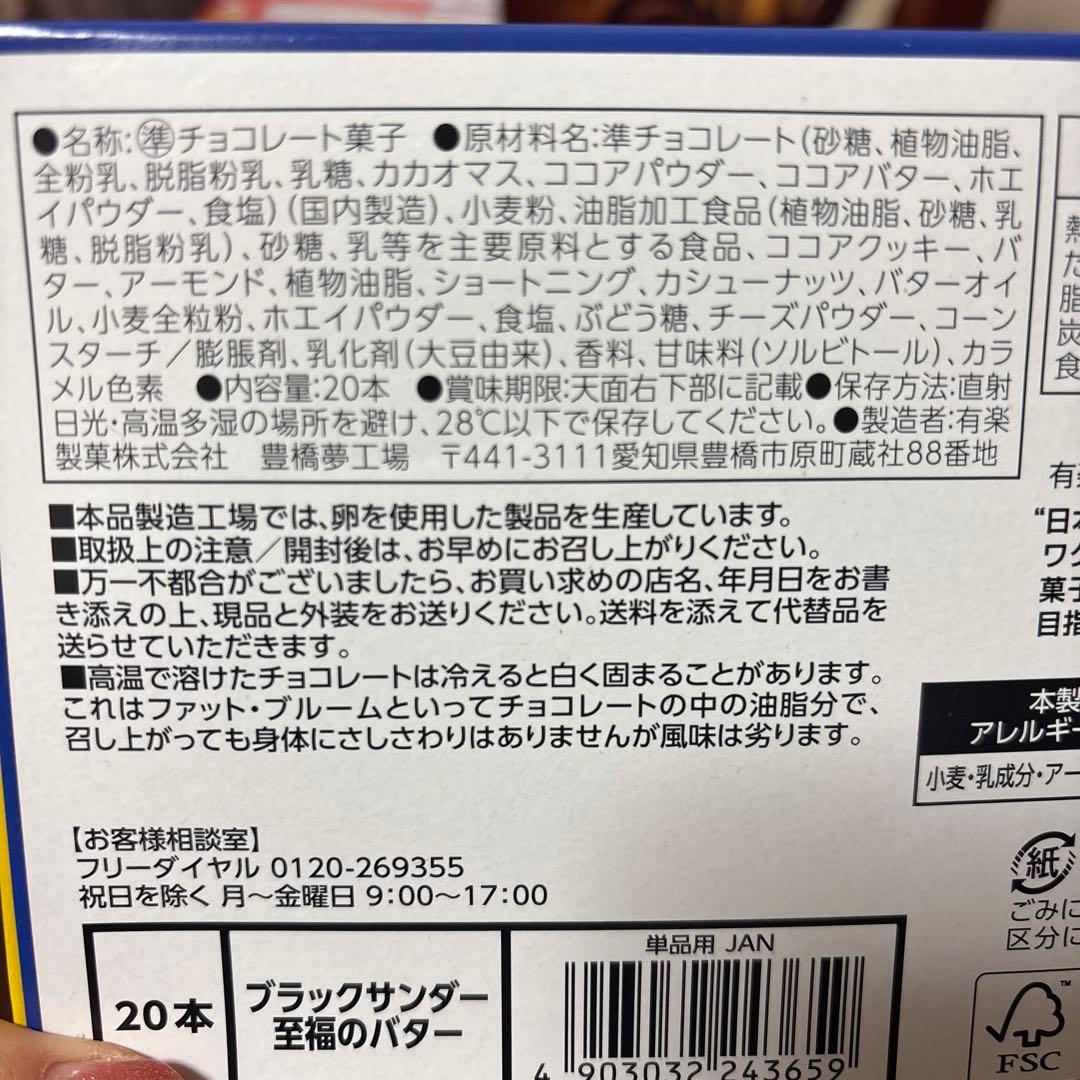 ●名称:㊣チョコレート菓子 ●原材料名:準チョコレート(砂糖、植物油脂、
全粉乳、脱脂粉乳、乳糖、カカオマス、ココアパウダー、ココアバター、ホエ
イパウダー、食塩)(国内製造)、小麦粉、油脂加工食品(植物油脂、砂糖、乳
糖、脱脂粉乳)、砂糖、乳等を主要原料とする食品、ココアクッキー、バ
ター、アーモンド、植物油脂、ショートニング、カシューナッツ、バターオイ
ル、小麦全粒粉、ホエイパウダー、食塩、ぶどう糖、チーズパウダー、コーン
スターチ/膨脹剤、乳化剤(大豆由来)、香料、甘味料(ソルビトール)、カラ
メル色素 ●内容量:20本 ●賞味期限:天面右下部に記載●保存方法:直射
日光・高温多湿の場所を避け、28℃以下で保存してください。●製造者:有楽
製菓株式会社 豊橋夢工場 〒441-3111愛知県豊橋市原町蔵社88番地
■本品製造工場では、卵を使用した製品を生産しています。
■取扱上の注意/開封後は、お早めにお召し上がりください。
■万一不都合がございましたら、お買い求めの店名、年月日をお書
き添えの上、現品と外装をお送りください。送料を添えて代替品を
送らせていただきます。
■高温で溶けたチョコレートは冷えると白く固まることがあります。
これはファット・ブルームといってチョコレートの中の油脂分で、
召し上がっても身体にさしさわりはありませんが風味は劣ります。
【お客様相談室】
フリーダイヤル 0120-269355
祝日を除く 月〜金曜日 9:00〜17:00
20本
ブラックサンダー
至福のバター
単品用 JAN
4 903032 243659
熱
た
脂
炭
食
有楽
"日本
ワク
菓子
目指
本製
アレルギー
小麦・乳成分・アー
紙
ごみに
区分に
FSC